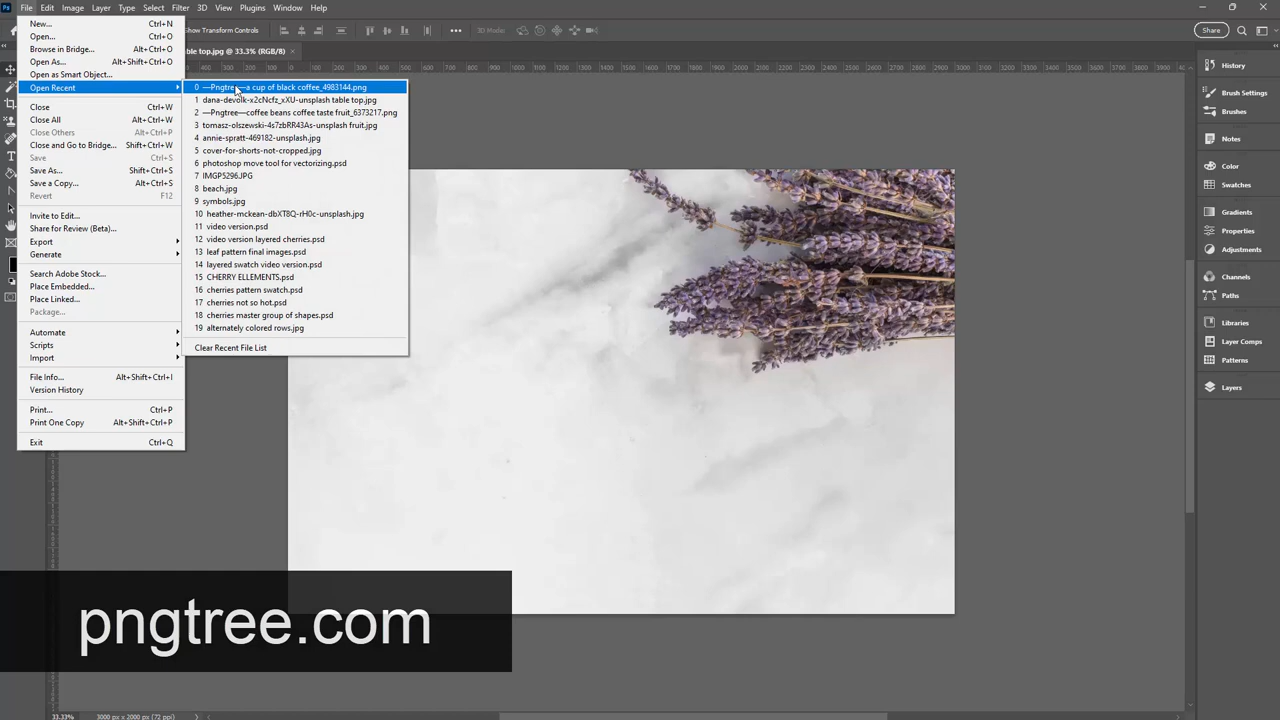 File Edit Image Layer Type Select Filter 3D View Plugins Window Help
New... Ctrl+N
Open... Ctrl+O
Browse in Bridge... Alt+Ctrl+O
Open As... Alt+Shift+Ctrl+O
Open as Smart Object...
Open Recent
Close Ctrl+W
Close All Alt+Ctrl+W
Close Others Alt+Ctrl+P
Close and Go to Bridge... Shift+Ctrl+W
Save Ctrl+S
Save As... Shift+Ctrl+S
Save a Copy... Alt+Ctrl+S
Revert F12
Invite to Edit...
Share for Review (Beta)...
Export
Generate
Search Adobe Stock...
Place Embedded...
Place Linked...
Package...
Automate
Scripts
Import
File Info... Alt+Shift+Ctrl+I
Version History
Print... Ctrl+P
Print One Copy Alt+Shift+Ctrl+P
Exit Ctrl+Q
Show Transform Controls
3D Mode:
Share
ble top.jpg @ 33.3% (RGB/8)
0 —Pngtree—a cup of black coffee_4983144.png
1 dana-devolk-x2cNcfz_xXU-unsplash table top.jpg
2 —Pngtree—coffee beans coffee taste fruit_6373217.png
3 tomasz-olszewski-4s7zbRR43As-unsplash fruit.jpg
4 annie-spratt-469182-unsplash.jpg
5 cover-for-shorts-not-cropped.jpg
6 photoshop move tool for vectorizing.psd
7 IMGP5296.JPG
8 beach.jpg
9 symbols.jpg
10 heather-mckean-dbXT8Q-rH0c-unsplash.jpg
11 video version.psd
12 video version layered cherries.psd
13 leaf pattern final images.psd
14 layered swatch video version.psd
15 CHERRY ELLEMENTS.psd
16 cherries pattern swatch.psd
17 cherries not so hot.psd
18 cherries master group of shapes.psd
19 alternately colored rows.jpg
Clear Recent File List
History
Brush Settings
Brushes
Notes
Color
Swatches
Gradients
Properties
Adjustments
Channels
Paths
Libraries
Layer Comps
Patterns
Layers
pngtree.com
33.33% 3000 px x 2000 px (72 ppi)